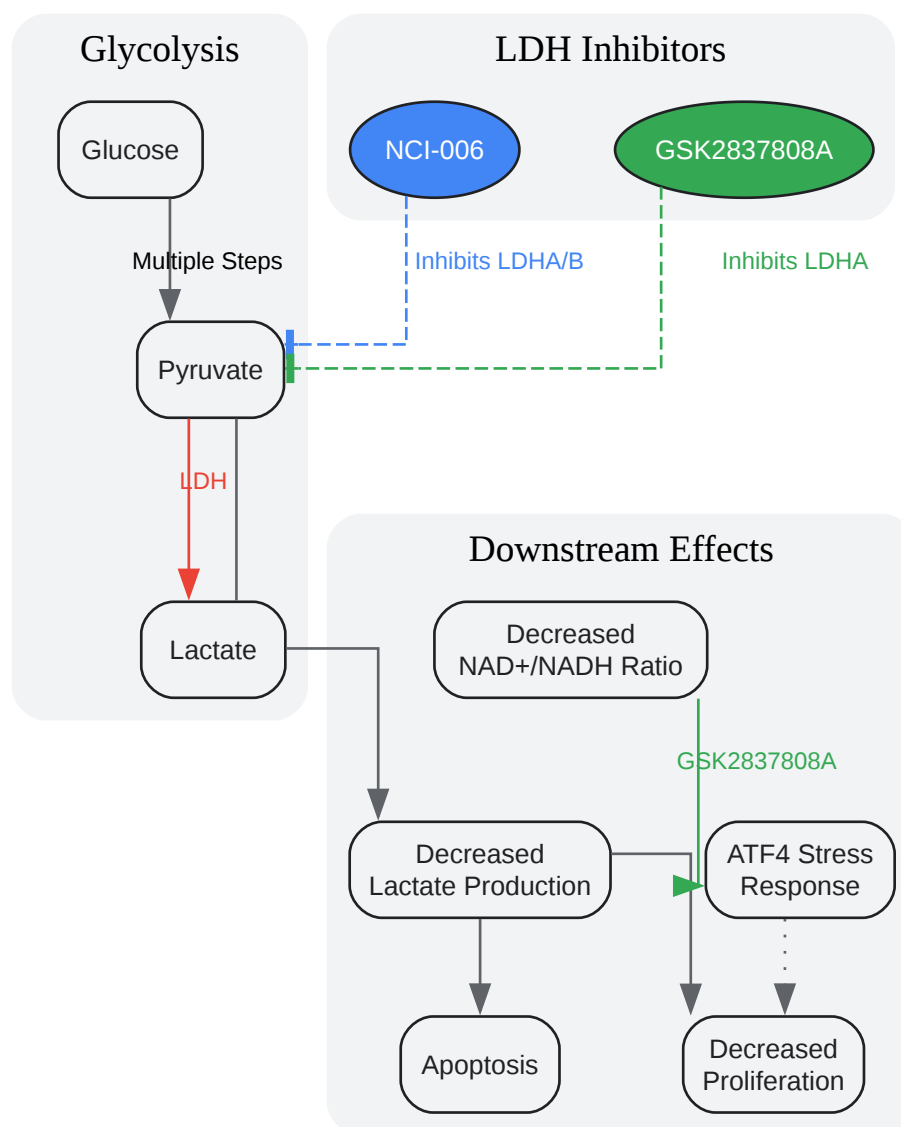 Glycolysis
LDH Inhibitors
Glucose
NCI-006
GSK2837808A
Multiple Steps
Inhibits LDHA/B
Inhibits LDHA
Pyruvate
LDH
Downstream Effects
Lactate
Decreased
NAD+/NADH Ratio
GSK2837808A
Decreased
Lactate Production
ATF4 Stress
Response
Apoptosis
Decreased
Proliferation